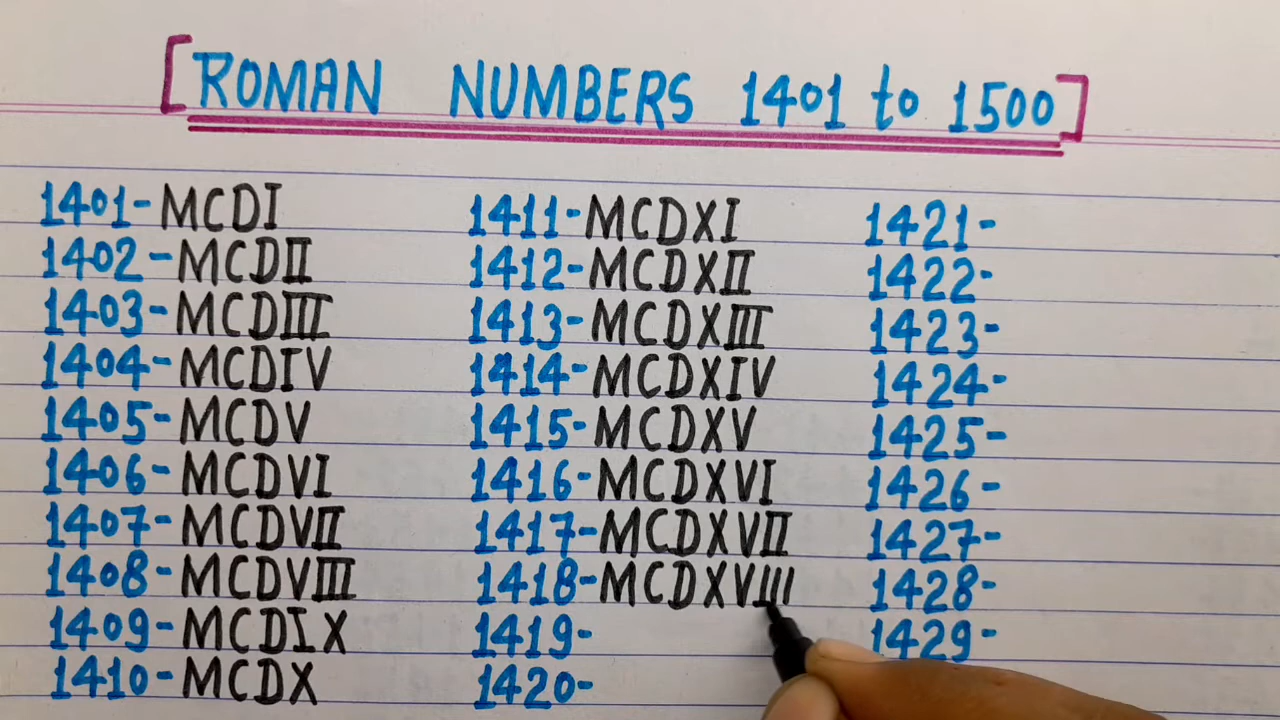 [ROMAN NUMBERS 1401 to 1500]
1401-MCDI
1402-MCDII
1403-MCDIII
1404-MCDIV
1405-MCDV
1406-MCDVI
1407-MCDVII
1408-MCDVIII
1409-MCDIX
1410-MCDX
1411-MCDXI
1412-MCDXII
1413-MCDXIII
1414-MCDXIV
1415-MCDXV
1416-MCDXVI
1417-MCDXVII
1418-MCDXVIII
1419-
1420-
1421-
1422-
1423-
1424-
1425-
1426-
1427-
1428-
1429-